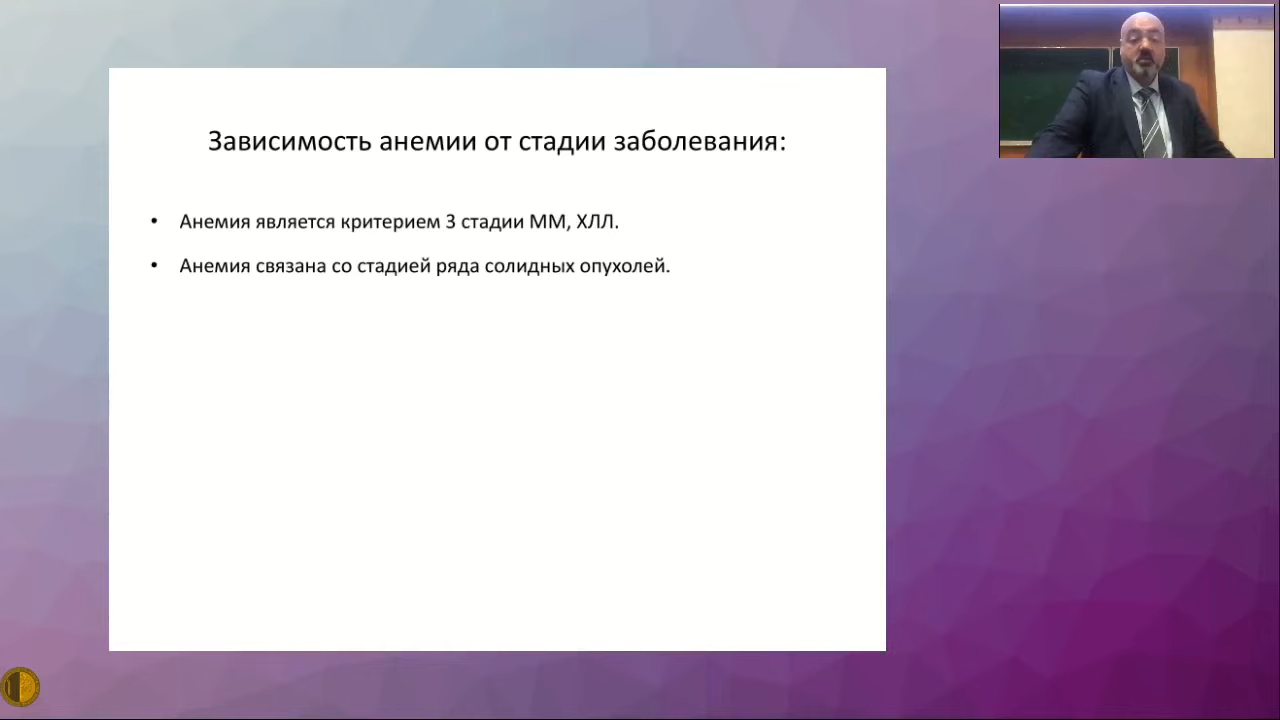 Зависимость анемии от стадии заболевания:
• Анемия является критерием 3 стадии ММ, ХЛЛ.
• Анемия связана со стадией ряда солидных опухолей.